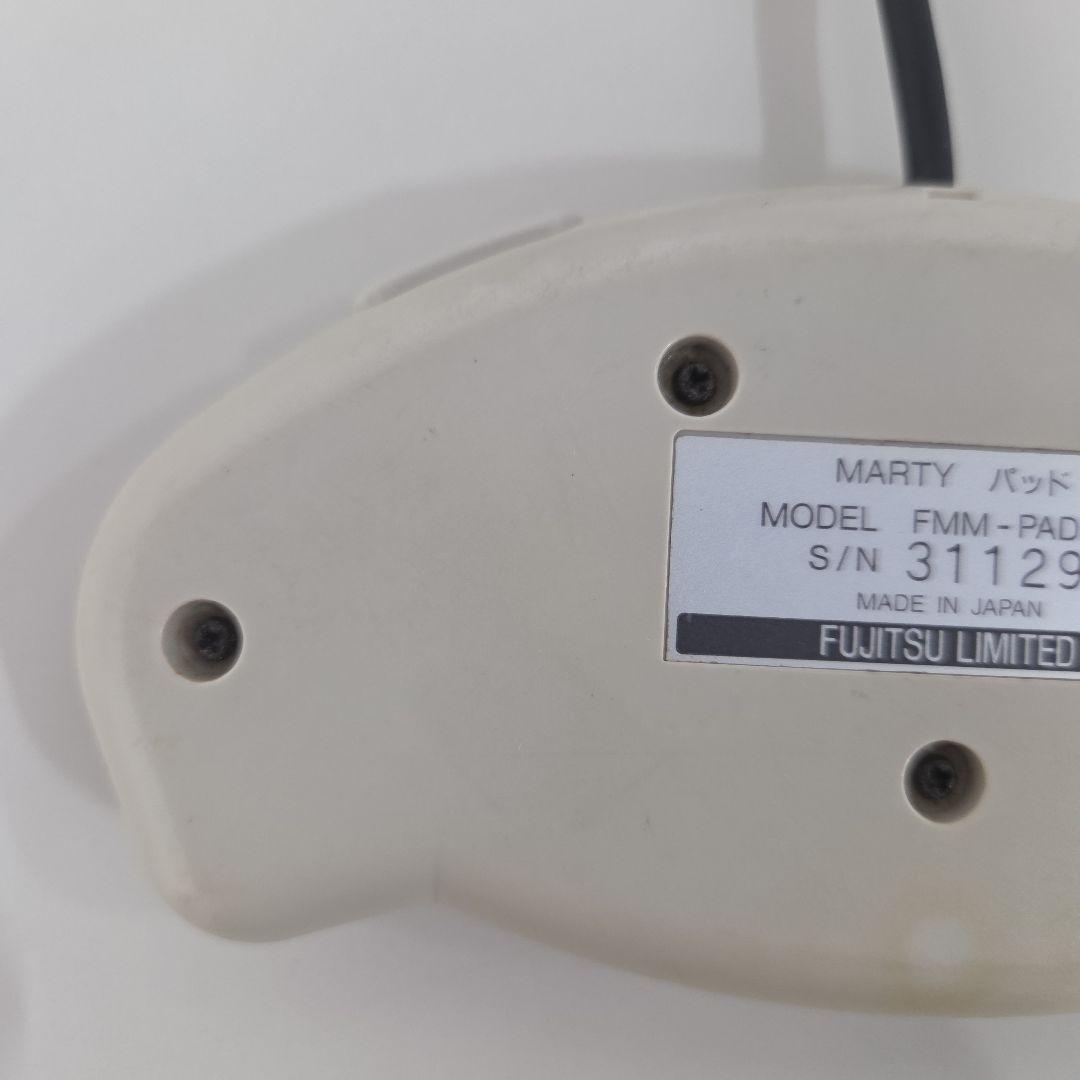 MARTY パッド
MODEL FMM-PAD
S/N 31129
MADE IN JAPAN
FUJITSU LIMITED